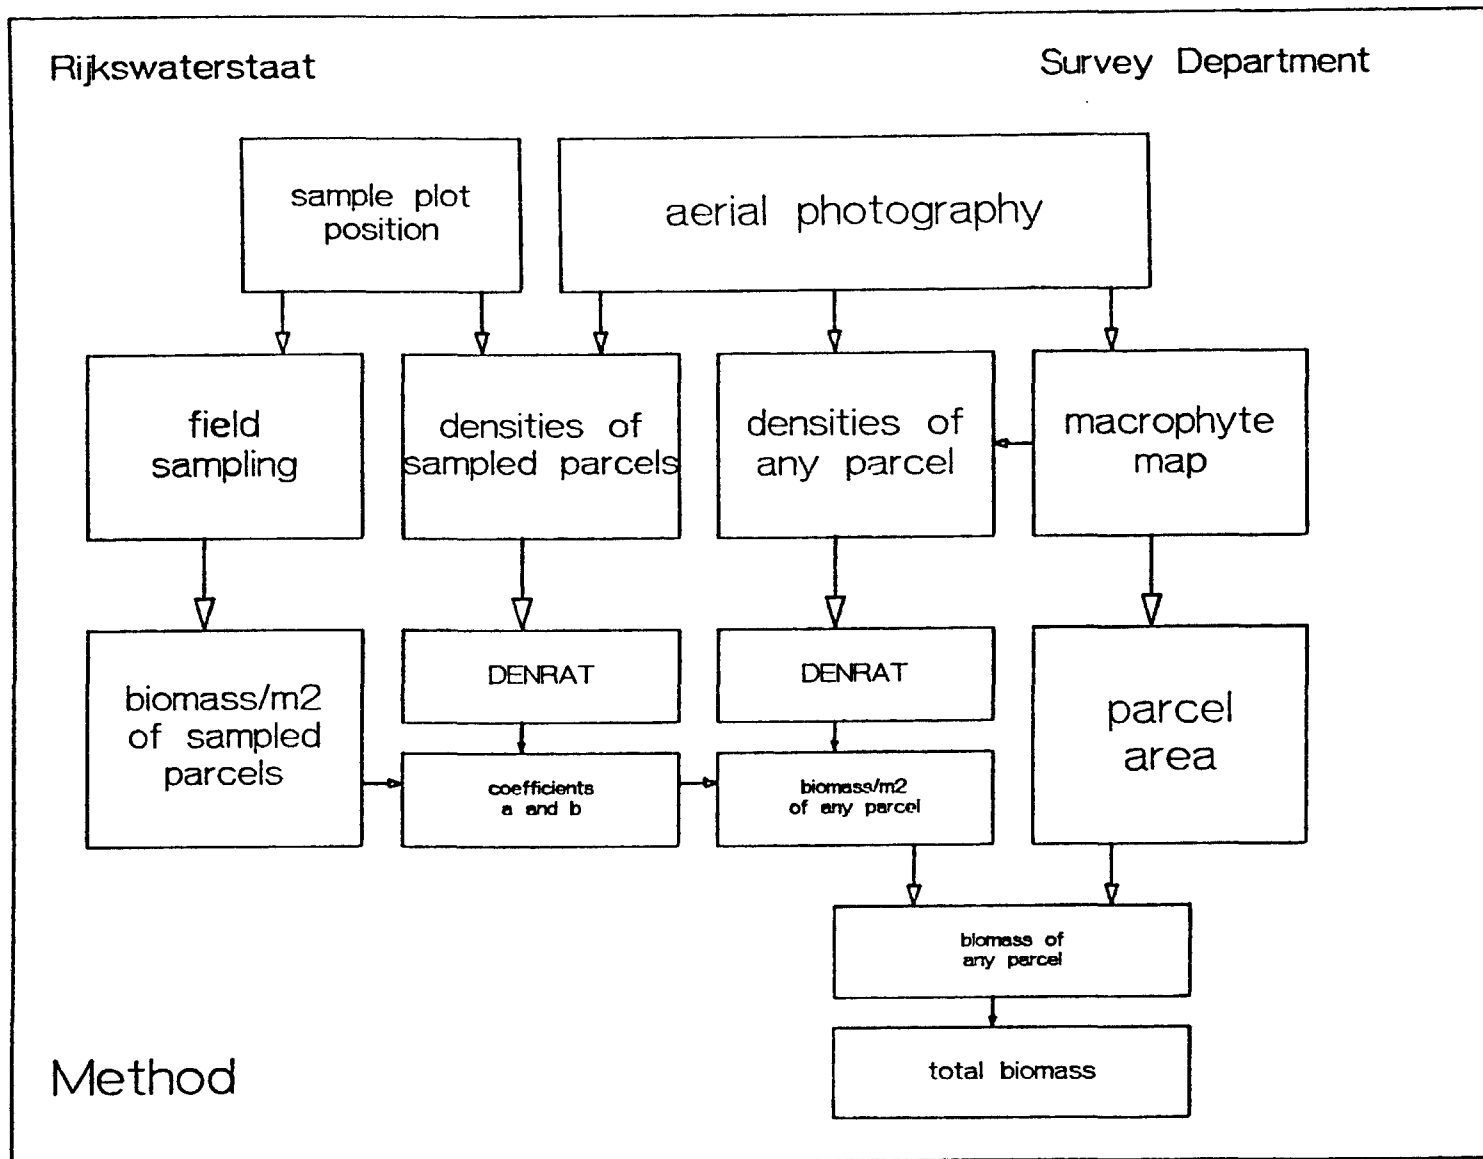 Rijkswaterstaat
Survey Department
sample plot
position
aerial photography
field
sampling
densities of
sampled parcels
densities of
any parcel
macrophyte
map
biomass/m2
of sampled
parcels
DENRAT
DENRAT
parcel
area
coefficients
a and b
biomass/m2
of any parcel
biomass of
any parcel
total biomass
Method